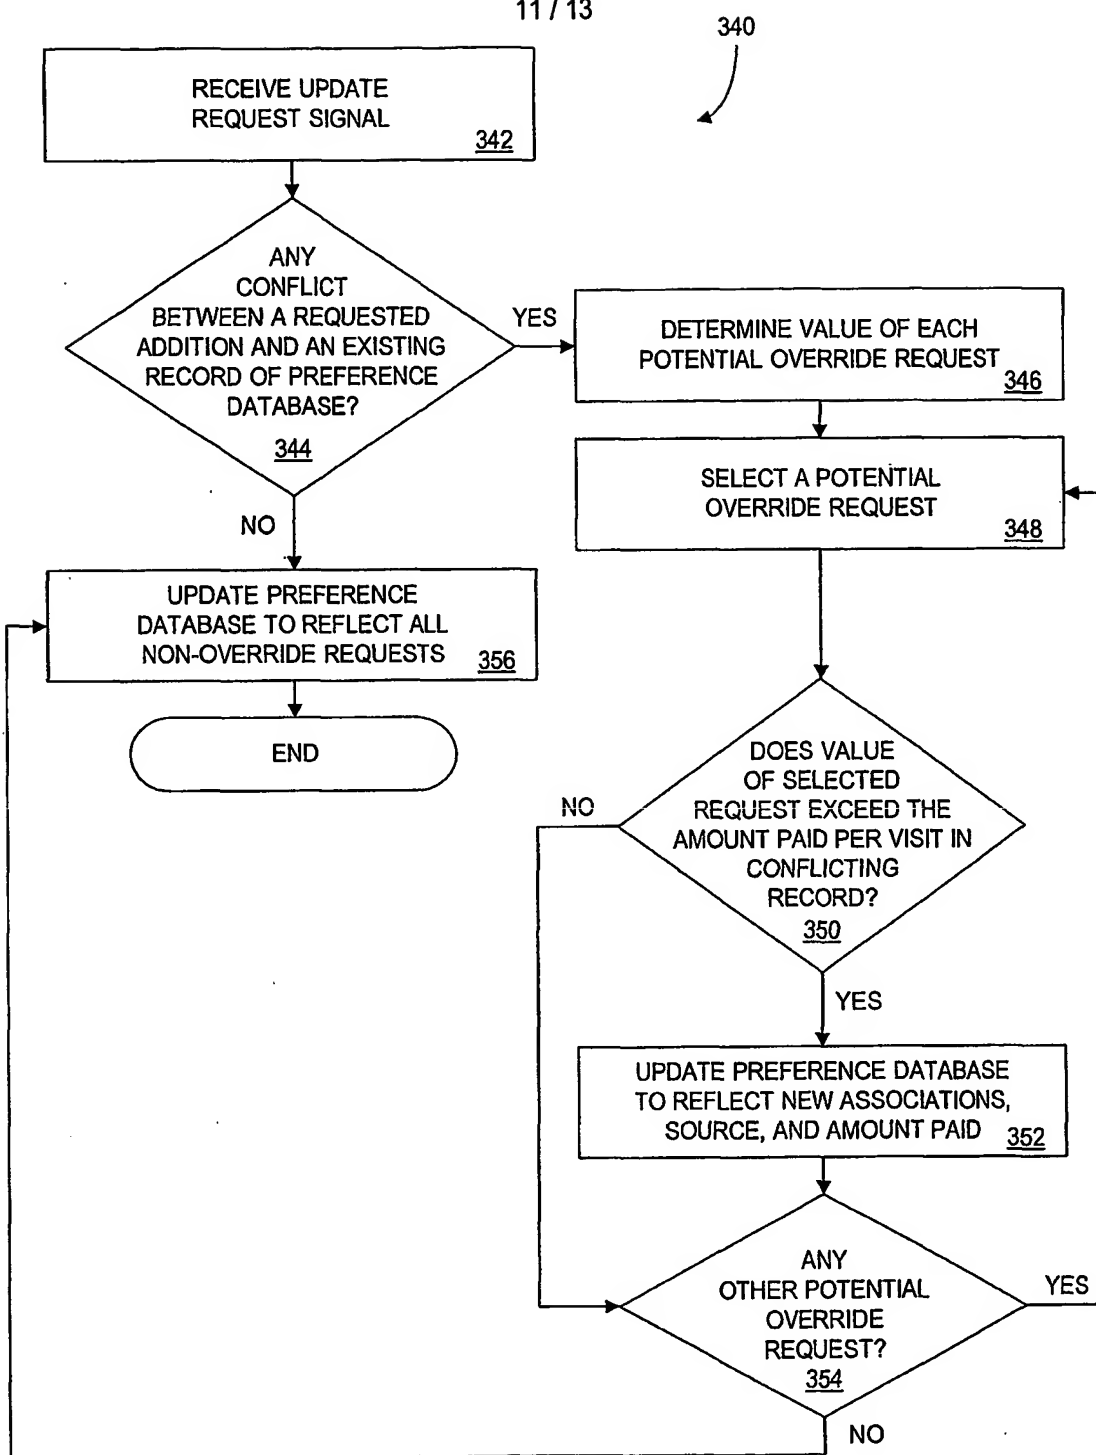 11 / 13
340
RECEIVE UPDATE
REQUEST SIGNAL
342
ANY
CONFLICT
BETWEEN A REQUESTED
ADDITION AND AN EXISTING
RECORD OF PREFERENCE
DATABASE?
344
YES
NO
DETERMINE VALUE OF EACH
POTENTIAL OVERRIDE REQUEST
346
SELECT A POTENTIAL
OVERRIDE REQUEST
348
UPDATE PREFERENCE
DATABASE TO REFLECT ALL
NON-OVERRIDE REQUESTS
356
END
DOES VALUE
OF SELECTED
REQUEST EXCEED THE
AMOUNT PAID PER VISIT IN
CONFLICTING
RECORD?
350
NO
YES
UPDATE PREFERENCE DATABASE
TO REFLECT NEW ASSOCIATIONS,
SOURCE, AND AMOUNT PAID
352
ANY
OTHER POTENTIAL
OVERRIDE
REQUEST?
354
YES
NO